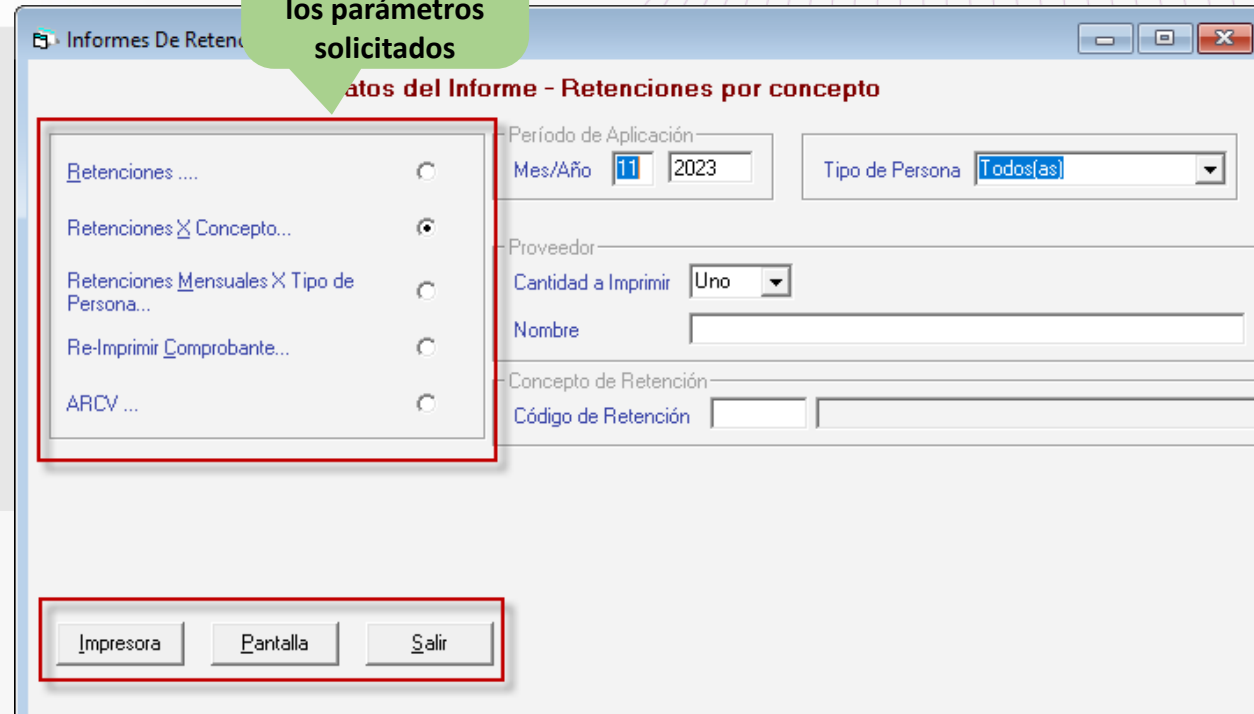 los parámetros
solicitados
Informes De Reten
atos del Informe - Retenciones por concepto
Retenciones ....
Retenciones X Concepto...
Retenciones Mensuales X Tipo de
Persona...
Re-Imprimir Comprobante...
ARCV ...
Período de Aplicación
Mes/Año 11 2023
Tipo de Persona Todos(as)
Proveedor
Cantidad a Imprimir Uno
Nombre
Concepto de Retención
Código de Retención
Impresora Pantalla Salir